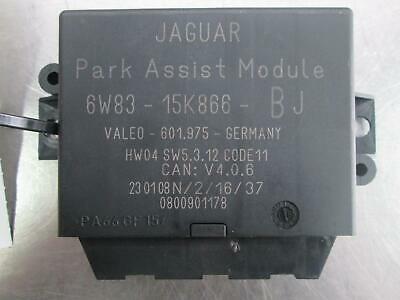 JAGUAR
Park Assist Module
6W83 - 15K866 - BJ
VALEO - 601.975 - GERMANY
HW04 SW5.3.12 CODE11
CAN: V4.0.6
230108N/2/16/37
0800901178